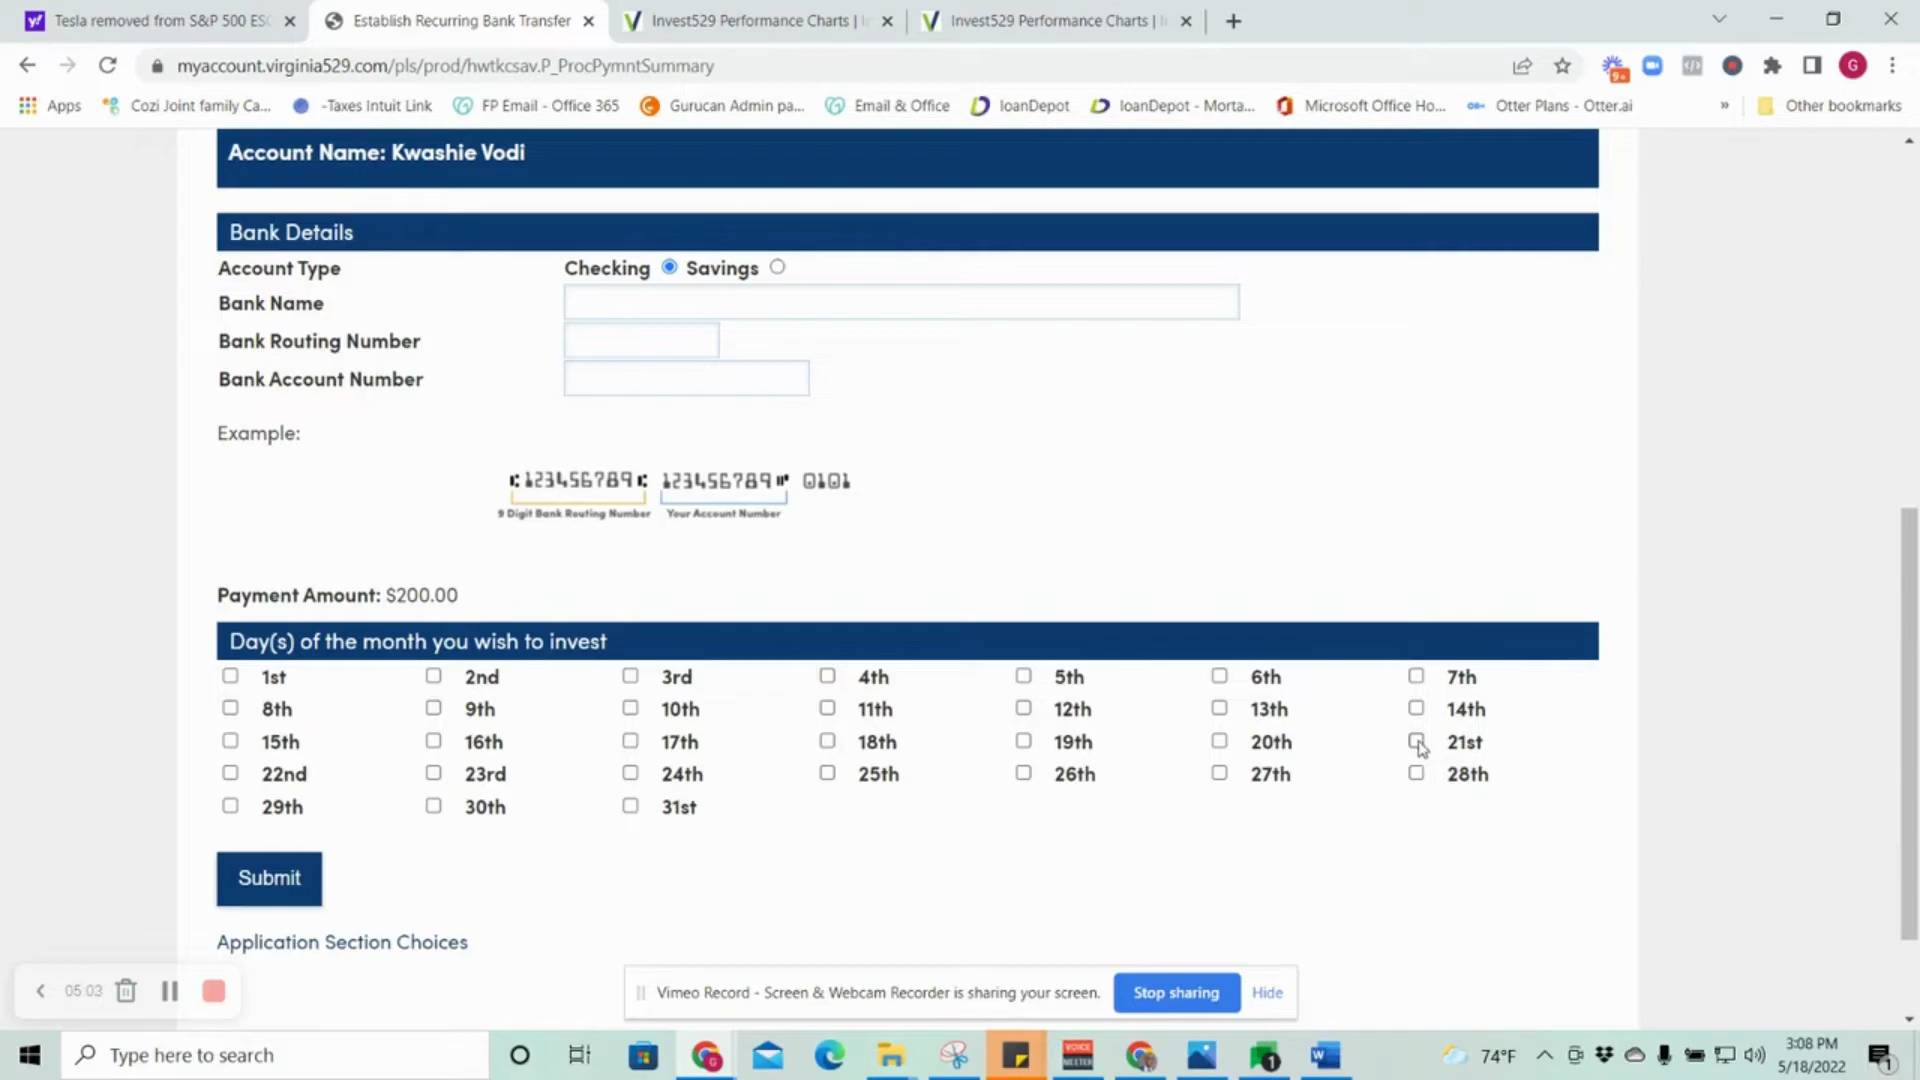 Tesla removed from S&P 500 ESG
Establish Recurring Bank Transfer
Invest529 Performance Charts | I
Invest529 Performance Charts | I
myaccount.virginia529.com/pls/prod/hwtkcsav.P_ProcPymntSummary
9+
G
Apps
Cozi Joint family Ca...
-Taxes Intuit Link
FP Email - Office 365
Gurucan Admin pa...
Email & Office
loanDepot
loanDepot - Morta...
Microsoft Office Ho...
Otter Plans - Otter.ai
»
Other bookmarks
Account Name: Kwashie Vodi
Bank Details
Account Type Checking Savings
Bank Name
Bank Routing Number
Bank Account Number
Example:
123456789 123456789 0101
9 Digit Bank Routing Number Your Account Number
Payment Amount: $200.00
Day(s) of the month you wish to invest
1st 2nd 3rd 4th 5th 6th 7th
8th 9th 10th 11th 12th 13th 14th
15th 16th 17th 18th 19th 20th 21st
22nd 23rd 24th 25th 26th 27th 28th
29th 30th 31st
Submit
Application Section Choices
05:03
Vimeo Record - Screen & Webcam Recorder is sharing your screen. Stop sharing Hide
Type here to search
VOICE
MEETER
1
74°F
3:08 PM
5/18/2022
1